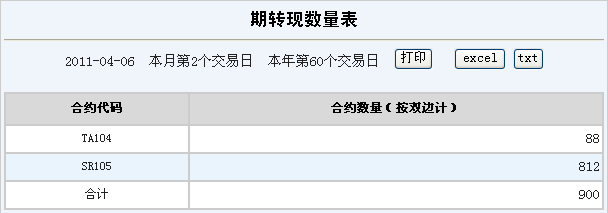 期转现数量表
2011-04-06 本月第2个交易日 本年第60个交易日 打印 excel txt
合约代码 合约数量（按双边计）
TA104 88
SR105 812
合计 900